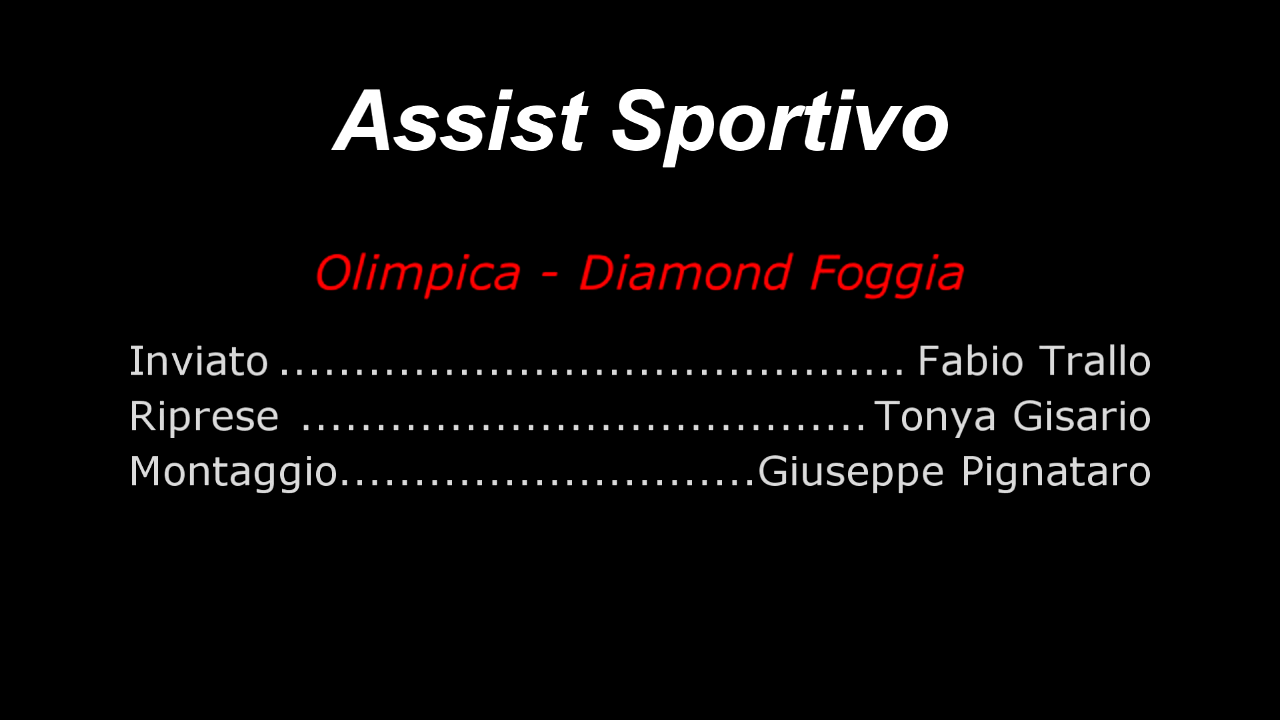 Assist Sportivo
Olimpica - Diamond Foggia
Inviato .......................................... Fabio Trallo
Riprese ...................................... Tonya Gisario
Montaggio............................Giuseppe Pignataro